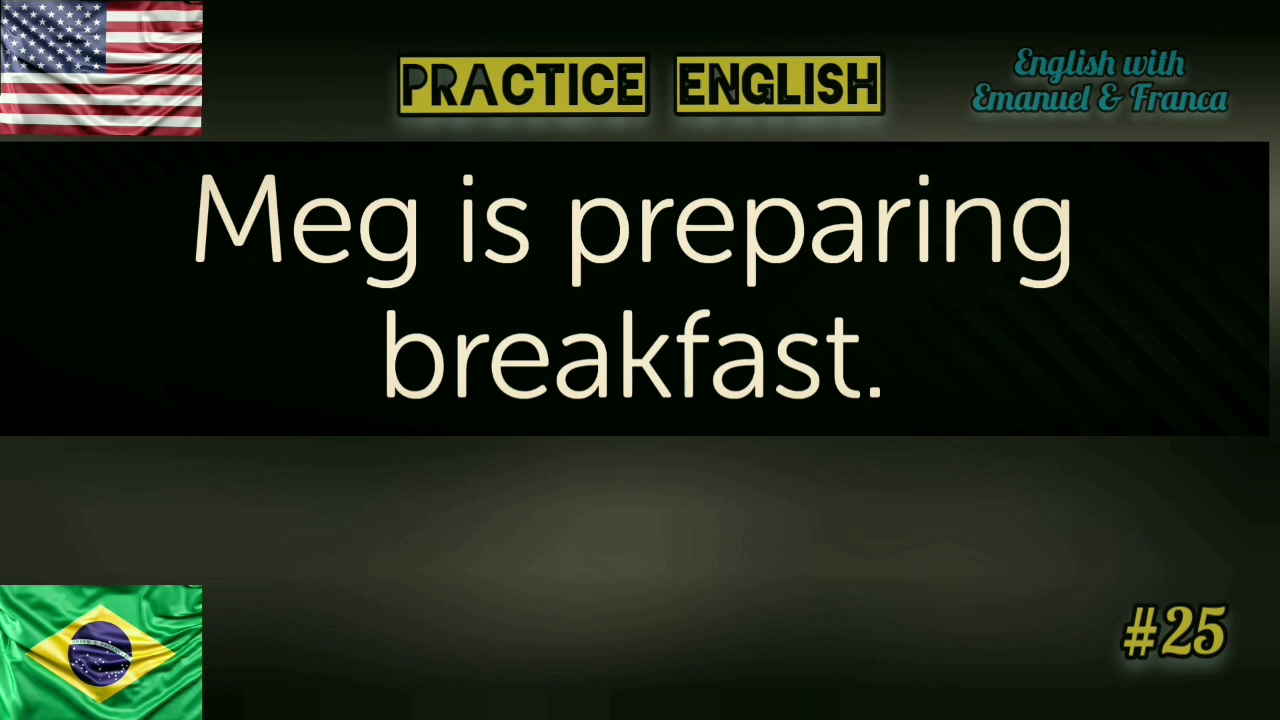 PRACTICE ENGLISH
English with
Emanuel & Franca
Meg is preparing
breakfast.
#25